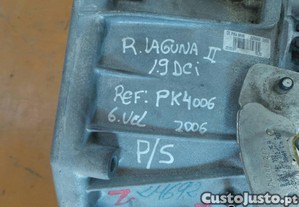 R. LAGUNA II
1.9 DCi
REF: PK4006
6. Vel 2006
P/S
CustoJusto.pt